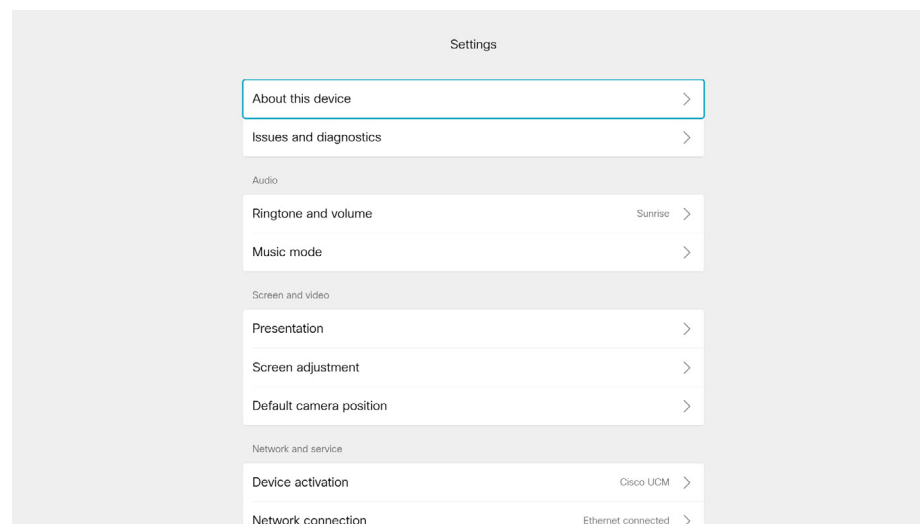 Settings
About this device
Issues and diagnostics
Audio
Ringtone and volume Sunrise
Music mode
Screen and video
Presentation
Screen adjustment
Default camera position
Network and service
Device activation Cisco UCM
Network connection Ethernet connected